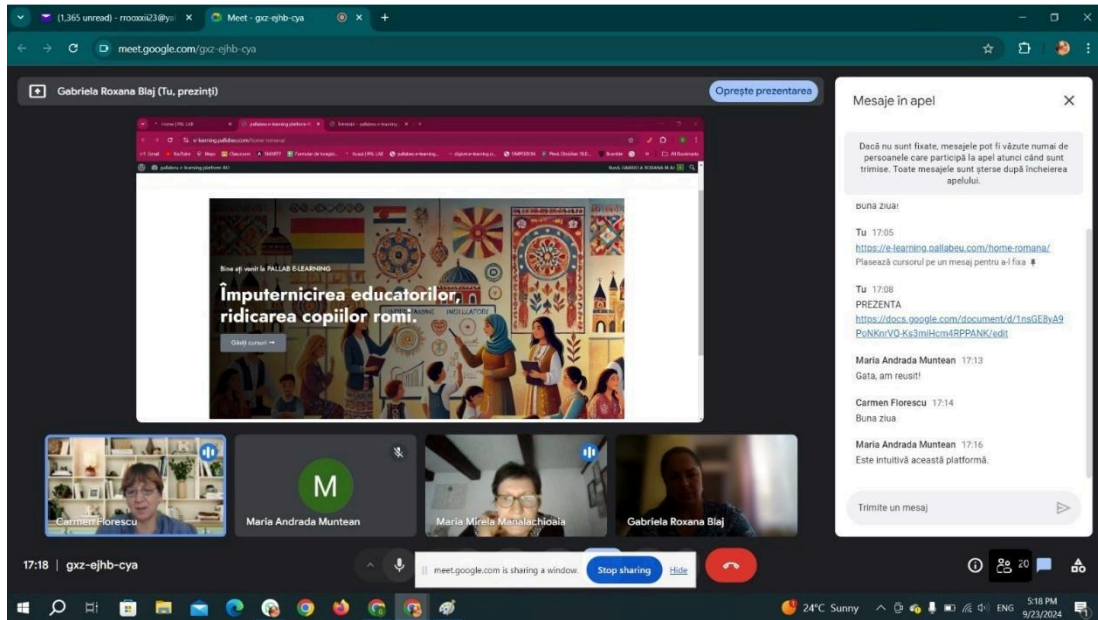 (1,365 unread) - rrooxxii23@ya
Meet - gxz-ejhb-cya
meet.google.com/gxz-ejhb-cya
Gabriela Roxana Blaj (Tu, prezinți)
Oprește prezentarea
Bine ați venit la PALLAB E-LEARNING
Împuternicirea educatorilor,
ridicarea copiilor romi.
Găsiți cursuri →
Carmen Florescu
M
Maria Andrada Muntean
Maria Mirela Manalachioaia
Gabriela Roxana Blaj
Mesaje în apel
Dacă nu sunt fixate, mesajele pot fi văzute numai de
persoanele care participă la apel atunci când sunt
trimise. Toate mesajele sunt șterse după încheierea
apelului.
Buna ziua!
Tu 17:05
https://e-learning.pallabeu.com/home-romana/
Plasează cursorul pe un mesaj pentru a-l fixa
Tu 17:08
PREZENTA
https://docs.google.com/document/d/1nsGE8yA9
PoNKnrVQ-Ks3miHcm4RPPANK/edit
Maria Andrada Muntean 17:13
Gata, am reusit!
Carmen Florescu 17:14
Buna ziua
Maria Andrada Muntean 17:16
Este intuitivă această platformă.
Trimite un mesaj
17:18 | gxz-ejhb-cya
meet.google.com is sharing a window.
Stop sharing
Hide
20
24°C Sunny
ENG
5:18 PM
9/23/2024